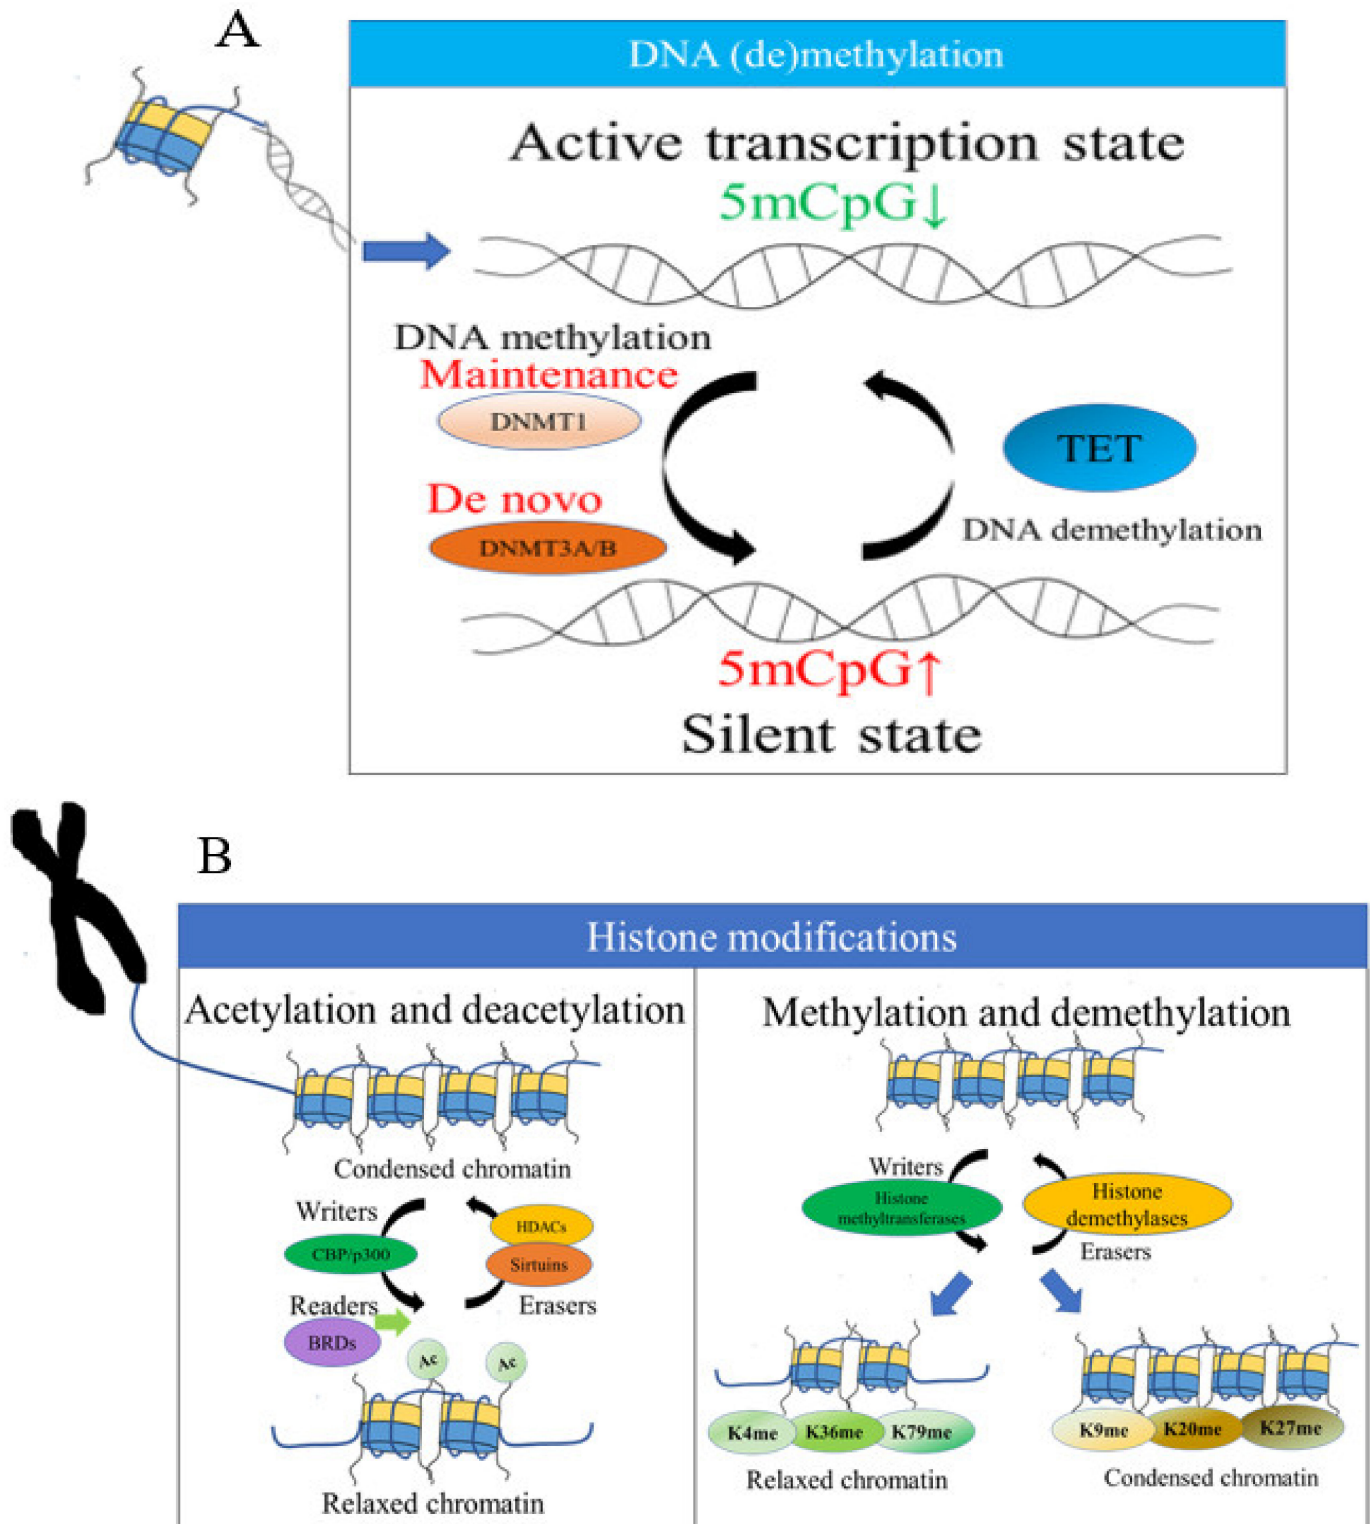 A
DNA (de)methylation
Active transcription state
5mCpG↓
DNA methylation
Maintenance
DNMT1
TET
De novo
DNMT3A/B
DNA demethylation
5mCpG↑
Silent state
B
Histone modifications
Acetylation and deacetylation
Condensed chromatin
Writers
CBP/p300
HDACs
Sirtuins
Readers
Erasers
BRDs
Ac
Ac
Relaxed chromatin
Methylation and demethylation
Writers
Histone
methyltransferases
Histone
demethylases
Erasers
K4me
K36me
K79me
Relaxed chromatin
K9me
K20me
K27me
Condensed chromatin